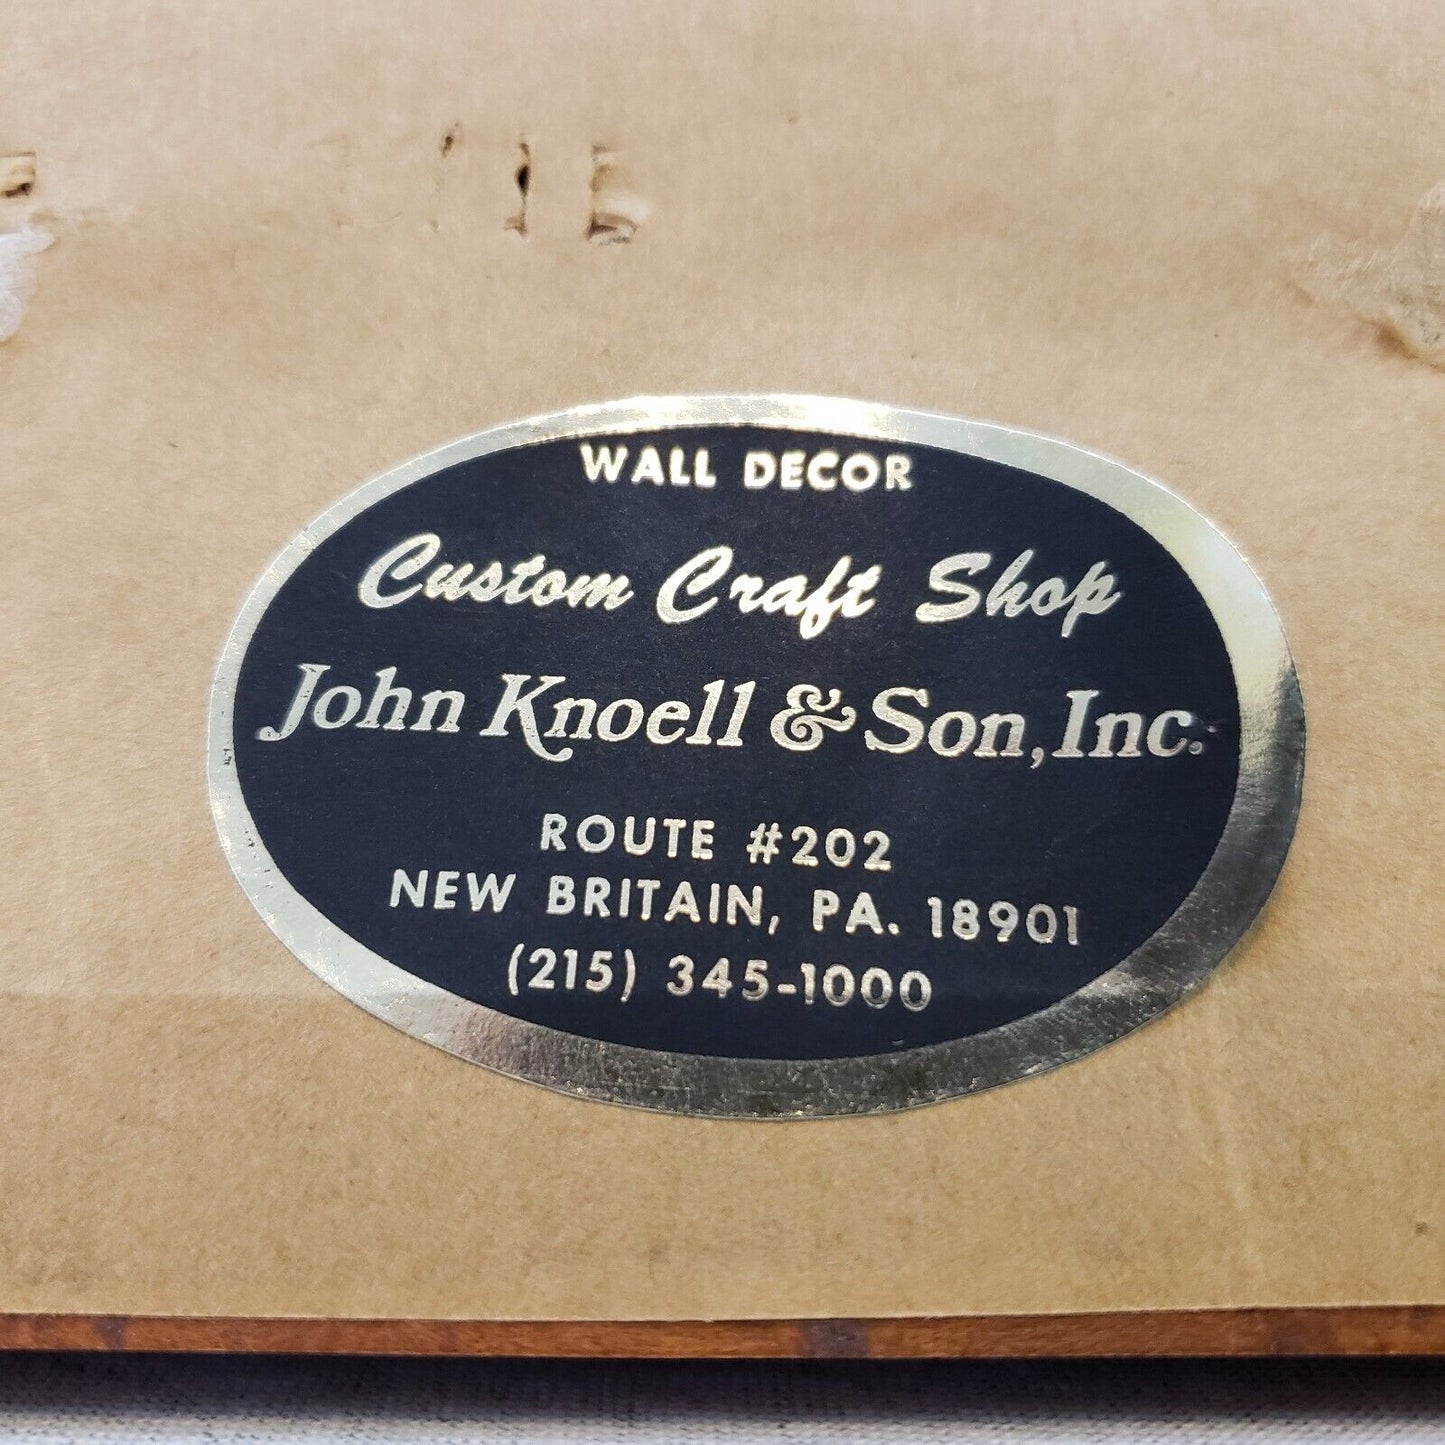 WALL DECOR
Custom Craft Shop
John Knoell & Son, Inc.
ROUTE #202
NEW BRITAIN, PA. 18901
(215) 345-1000